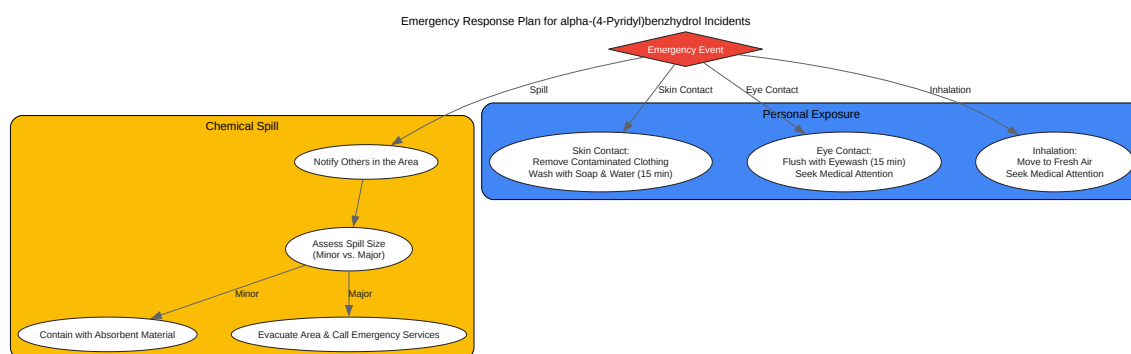 Emergency Response Plan for alpha-(4-Pyridyl)benzhydrol Incidents
Emergency Event
Spill
Skin Contact
Eye Contact
Inhalation
Chemical Spill
Personal Exposure
Notify Others in the Area
Skin Contact:
Remove Contaminated Clothing
Wash with Soap & Water (15 min)
Eye Contact:
Flush with Eyewash (15 min)
Seek Medical Attention
Inhalation:
Move to Fresh Air
Seek Medical Attention
Assess Spill Size
(Minor vs. Major)
Minor
Major
Contain with Absorbent Material
Evacuate Area & Call Emergency Services